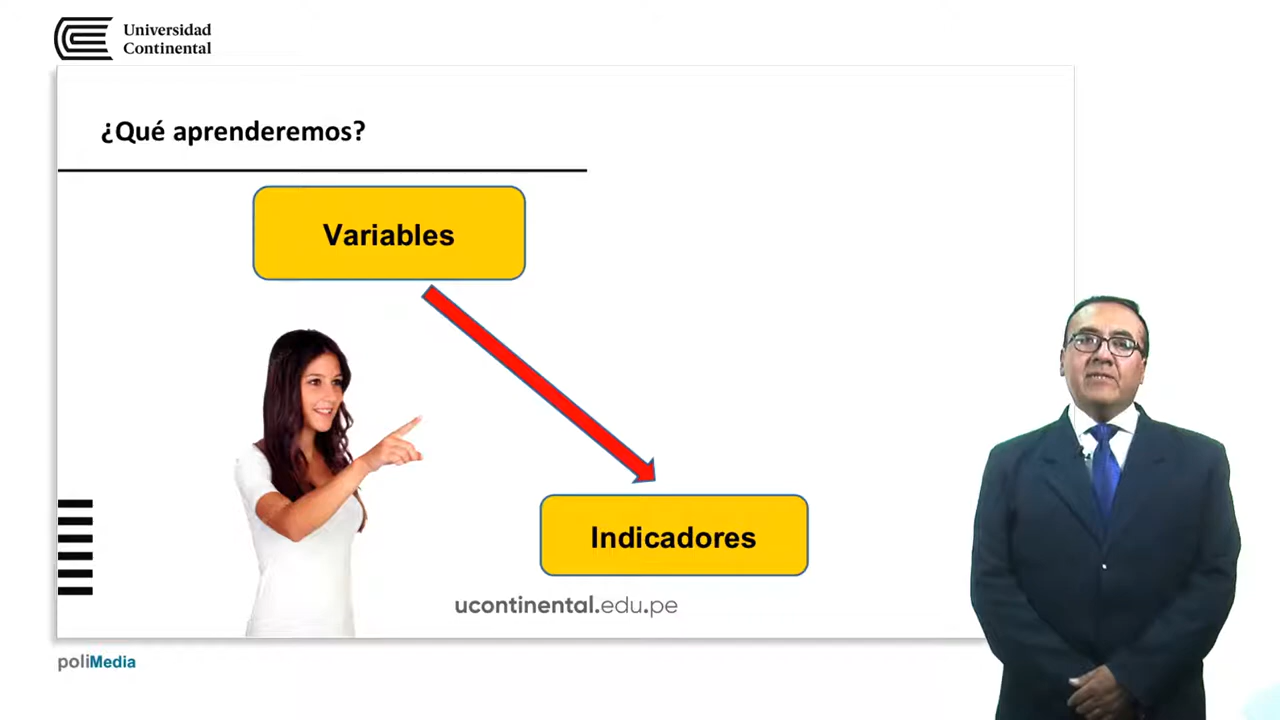 Universidad
Continental
¿Qué aprenderemos?
Variables
Indicadores
ucontinental.edu.pe
poliMedia